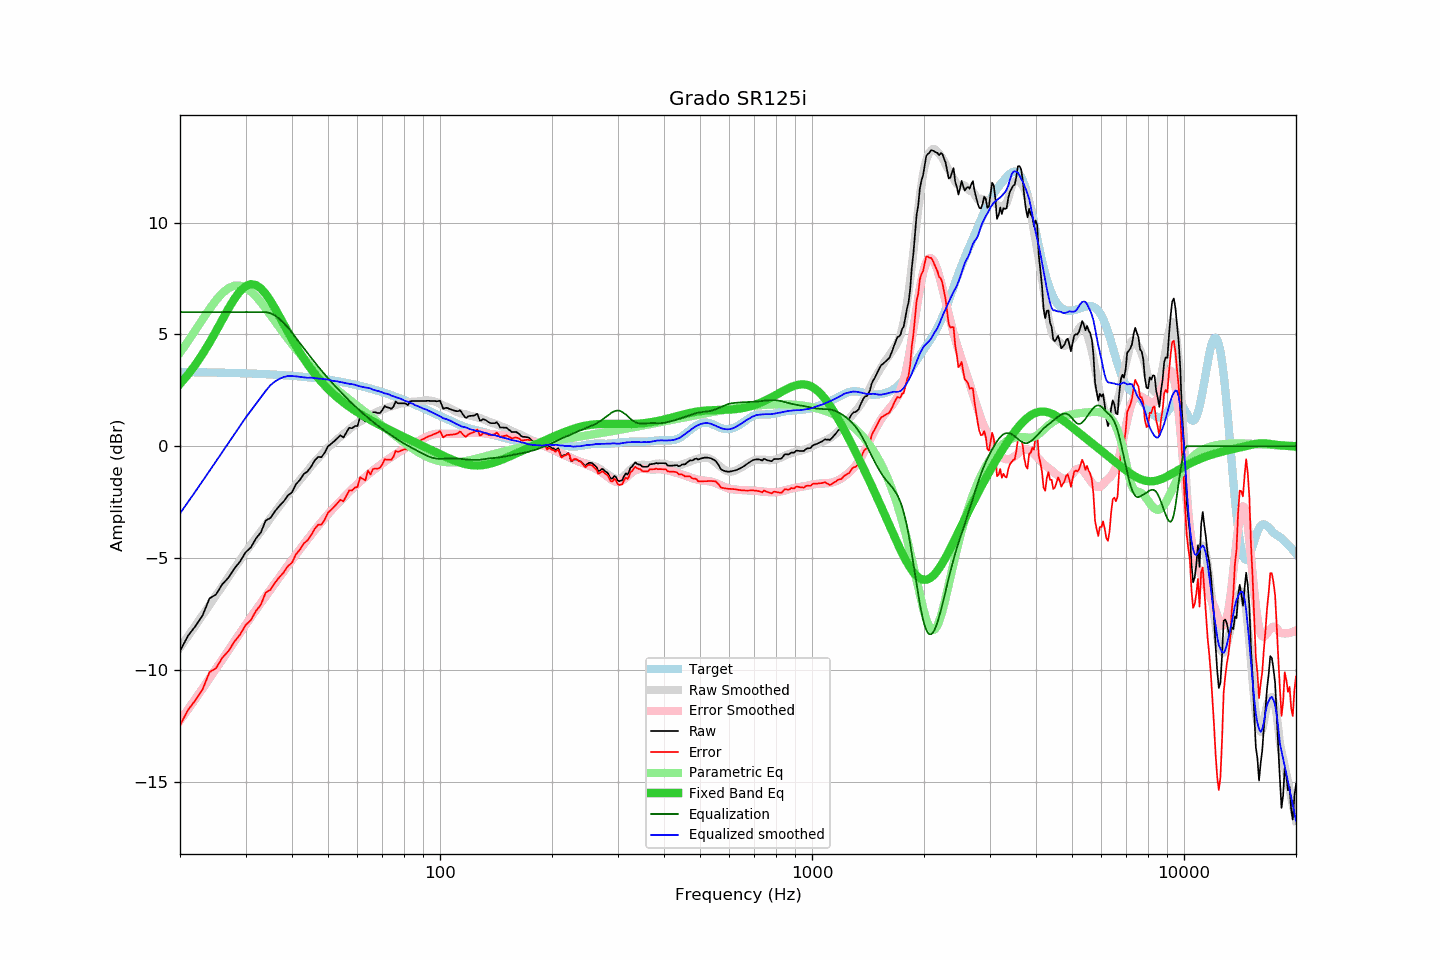 Grado SR125i
10
5
0
−5
−10
−15
Amplitude (dBr)
Target
Raw Smoothed
Error Smoothed
Raw
Error
Parametric Eq
Fixed Band Eq
Equalization
Equalized smoothed
100
1000
10000
Frequency (Hz)